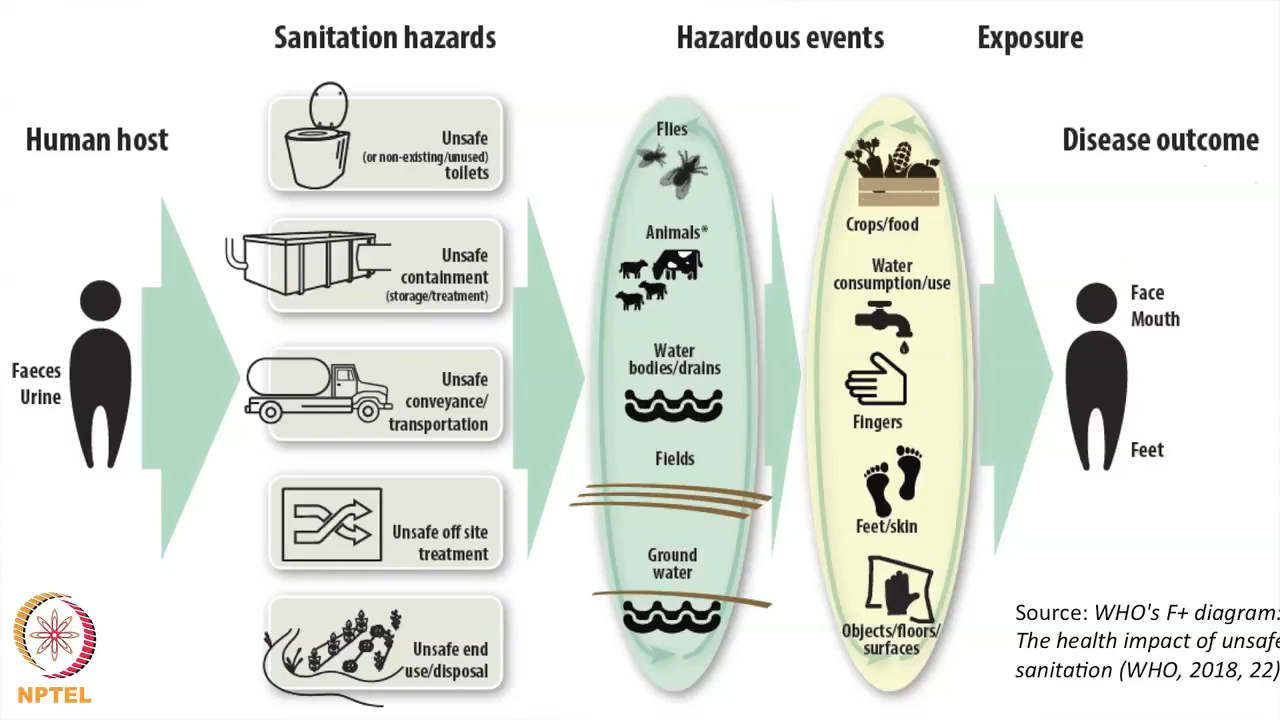 Sanitation hazards
Hazardous events
Exposure
Human host
Disease outcome
Faeces
Urine
Unsafe
(or non-existing/unused)
toilets
Unsafe
containment
(storage/treatment)
Unsafe
conveyance/
transportation
Unsafe off site
treatment
Unsafe end
use/disposal
Flies
Animals*
Water
bodies/drains
Fields
Ground
water
Crops/food
Water
consumption/use
Fingers
Feet/skin
Objects/floors/
surfaces
Face
Mouth
Feet
Source: WHO's F+ diagram:
The health impact of unsafe
sanitation (WHO, 2018, 22)
NPTEL